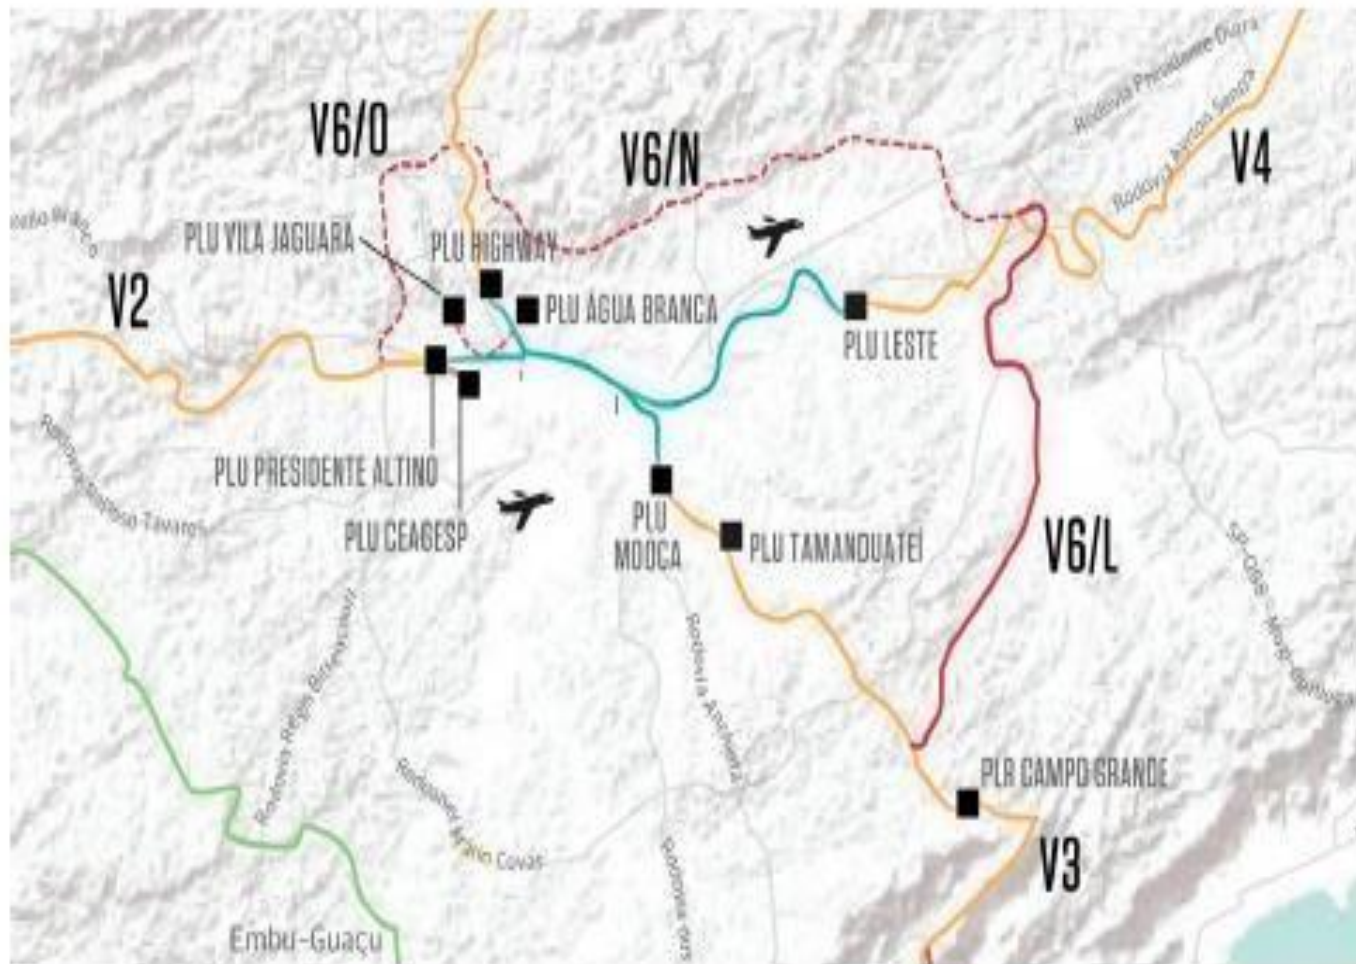 Rodovia Presidente Dutra
V6/O
V6/N
V4
Rodovia Ayrton Senna
PLU VILA JAGUARA
PLU HIGHWAY
V2
PLU ÁGUA BRANCA
PLU LESTE
PLU PRESIDENTE ALTINO
PLU CEAGESP
PLU
MOOCA
PLU TAMANDUATEÍ
V6/L
Rodovia Raposo Tavares
Rodovia Régis Bittencourt
Rodovia Anchieta
PLR CAMPO GRANDE
Rodoanel Mário Covas
V3
Rodovia dos
Embu-Guaçu